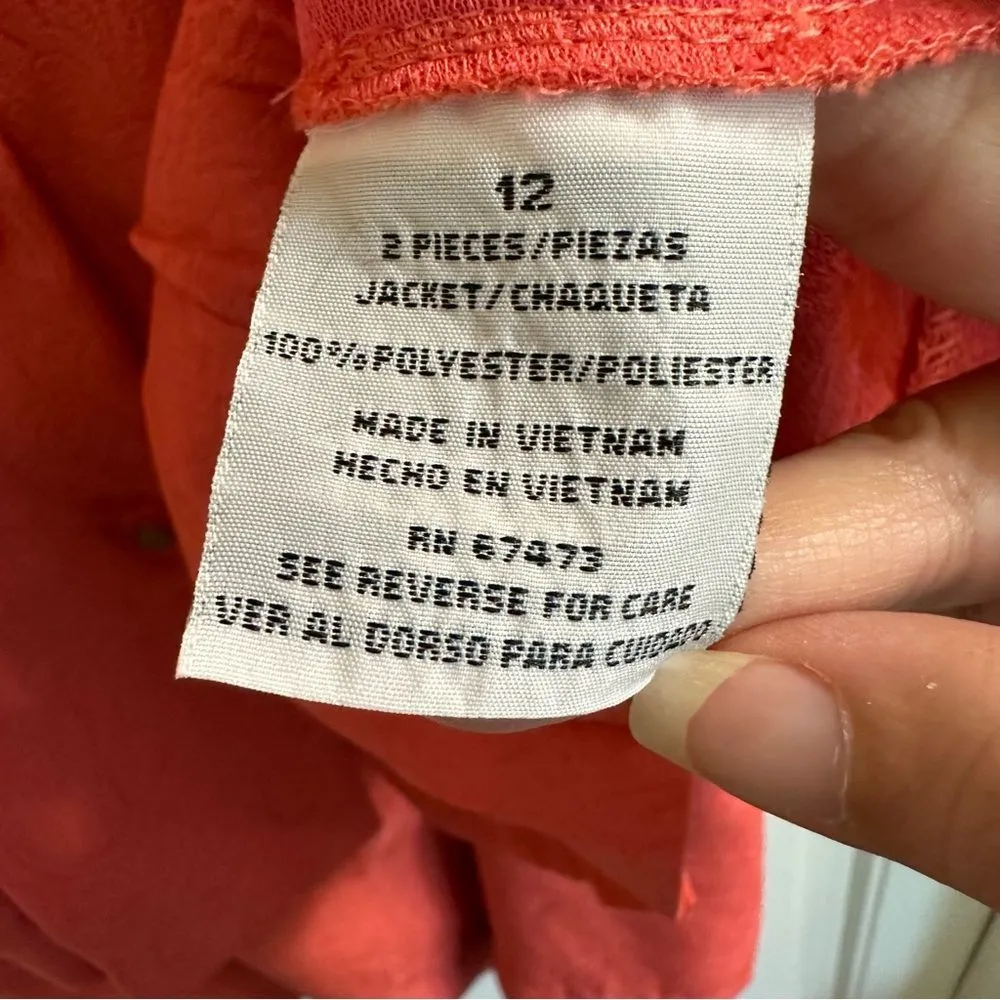 12
2 PIECES/PIEZAS
JACKET/CHAQUETA
100%POLYESTER/POLIESTER
MADE IN VIETNAM
HECHO EN VIETNAM
RN 67473
SEE REVERSE FOR CARE
VER AL DORSO PARA CUIDADO